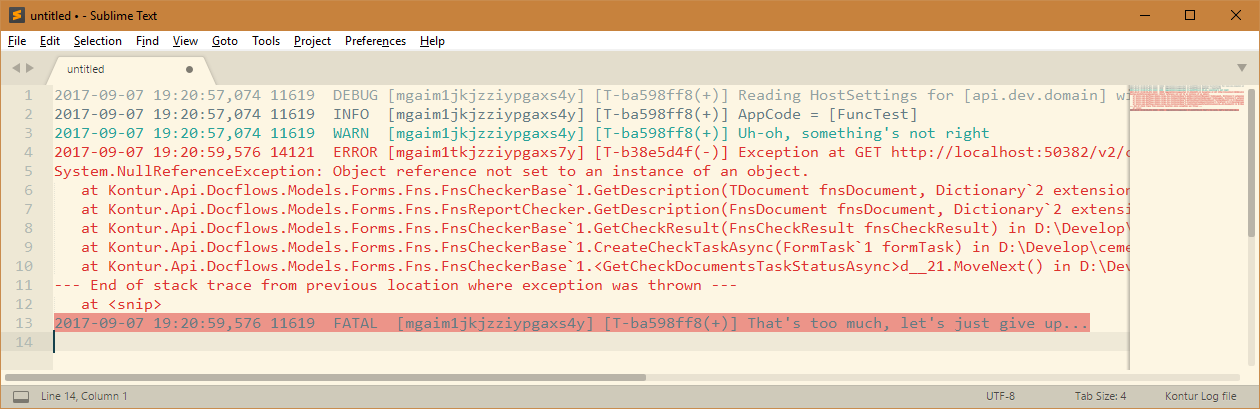 untitled • - Sublime Text
File Edit Selection Find View Goto Tools Project Preferences Help
untitled
1 2017-09-07 19:20:57,074 11619  DEBUG [mgaim1jkjzziypgaxs4y] [T-ba598ff8(+)] Reading HostSettings for [api.dev.domain] wi
2 2017-09-07 19:20:57,074 11619  INFO  [mgaim1jkjzziypgaxs4y] [T-ba598ff8(+)] AppCode = [FuncTest]
3 2017-09-07 19:20:57,074 11619  WARN  [mgaim1jkjzziypgaxs4y] [T-ba598ff8(+)] Uh-oh, something's not right
4 2017-09-07 19:20:59,576 14121  ERROR [mgaim1tkjzziypgaxs7y] [T-b38e5d4f(-)] Exception at GET http://localhost:50382/v2/
5 System.NullReferenceException: Object reference not set to an instance of an object.
6    at Kontur.Api.Docflows.Models.Forms.Fns.FnsCheckerBase`1.GetDescription(TDocument fnsDocument, Dictionary`2 extension
7    at Kontur.Api.Docflows.Models.Forms.Fns.FnsReportChecker.GetDescription(FnsDocument fnsDocument, Dictionary`2 extensi
8    at Kontur.Api.Docflows.Models.Forms.Fns.FnsCheckerBase`1.GetCheckResult(FnsCheckResult fnsCheckResult) in D:\Develop\
9    at Kontur.Api.Docflows.Models.Forms.Fns.FnsCheckerBase`1.CreateCheckTaskAsync(FormTask`1 formTask) in D:\Develop\ceme
10    at Kontur.Api.Docflows.Models.Forms.Fns.FnsCheckerBase`1.<GetCheckDocumentsTaskStatusAsync>d__21.MoveNext() in D:\Dev
11 --- End of stack trace from previous location where exception was thrown ---
12    at <snip>
13 2017-09-07 19:20:59,576 11619  FATAL  [mgaim1jkjzziypgaxs4y] [T-ba598ff8(+)] That's too much, let's just give up...
14
Line 14, Column 1 UTF-8 Tab Size: 4 Kontur Log file